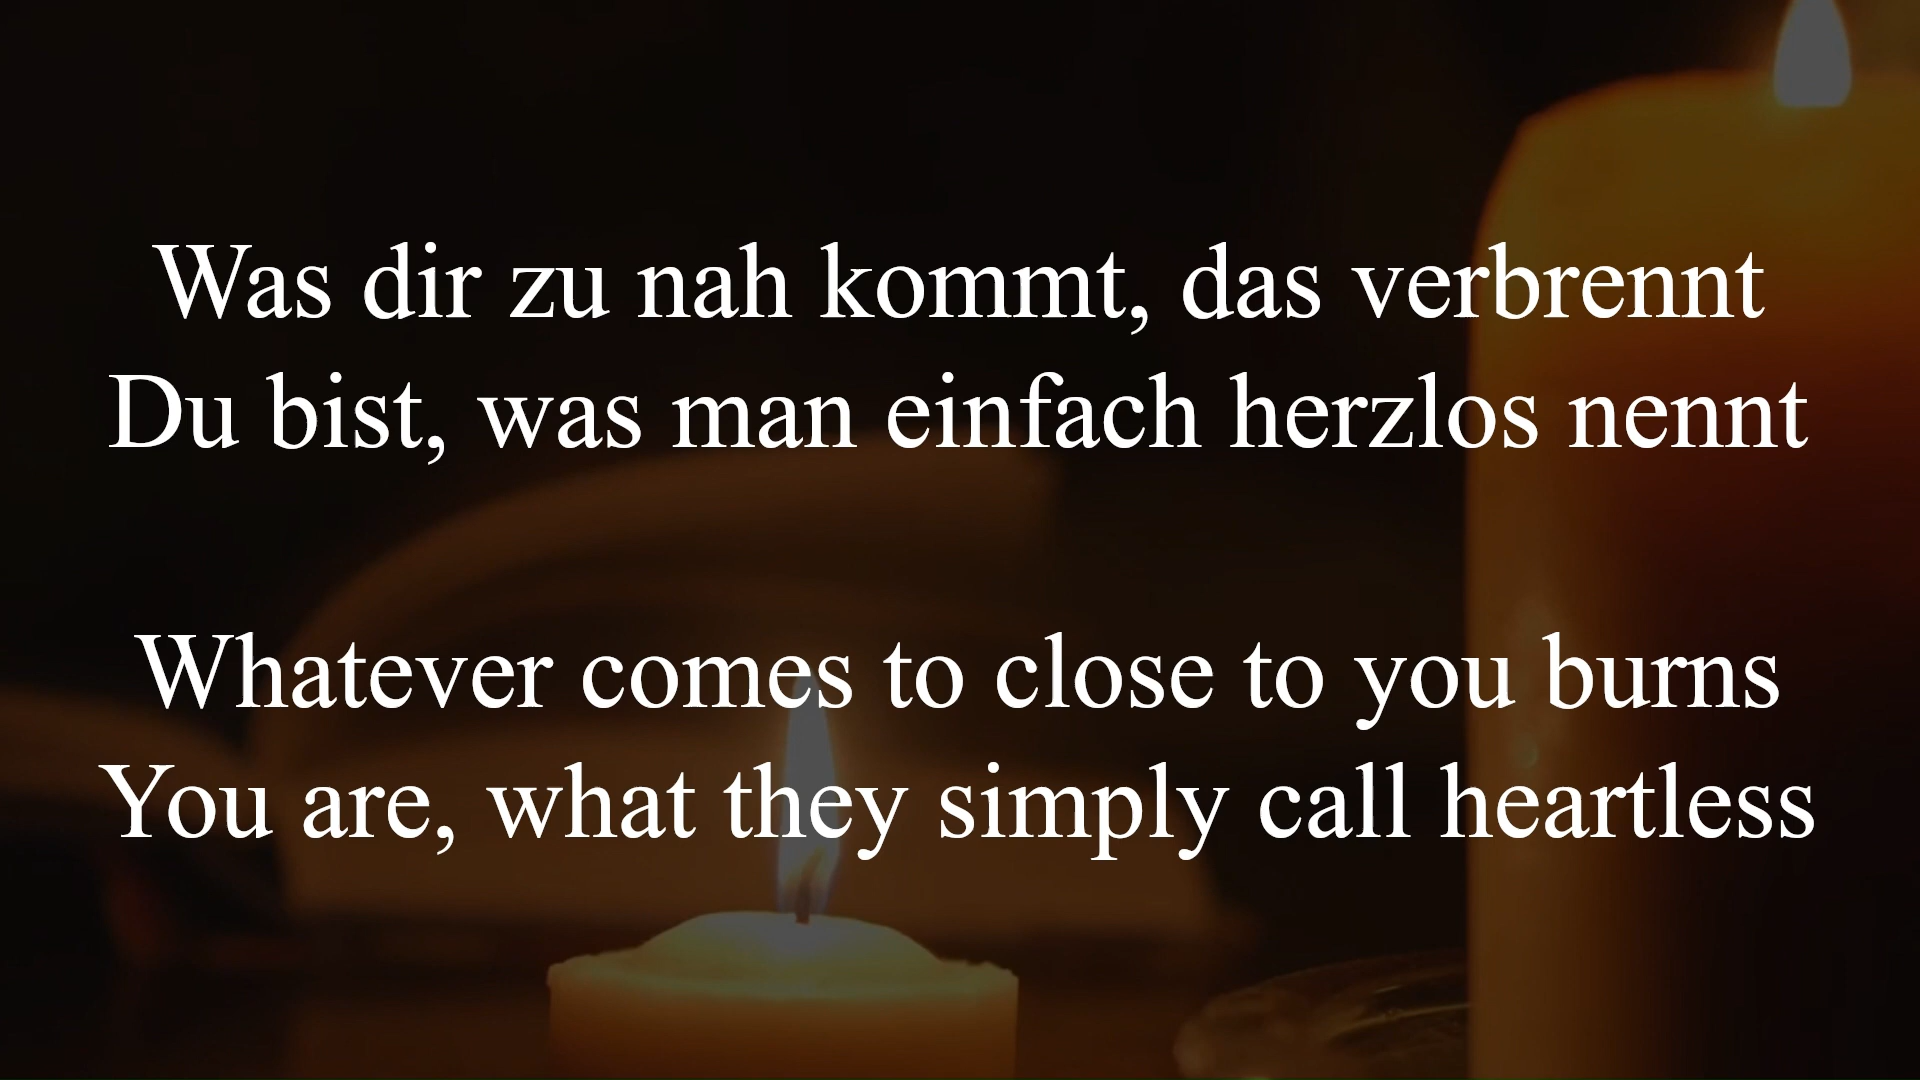 Was dir zu nah kommt, das verbrennt
Du bist, was man einfach herzlos nennt
Whatever comes to close to you burns
You are, what they simply call heartless